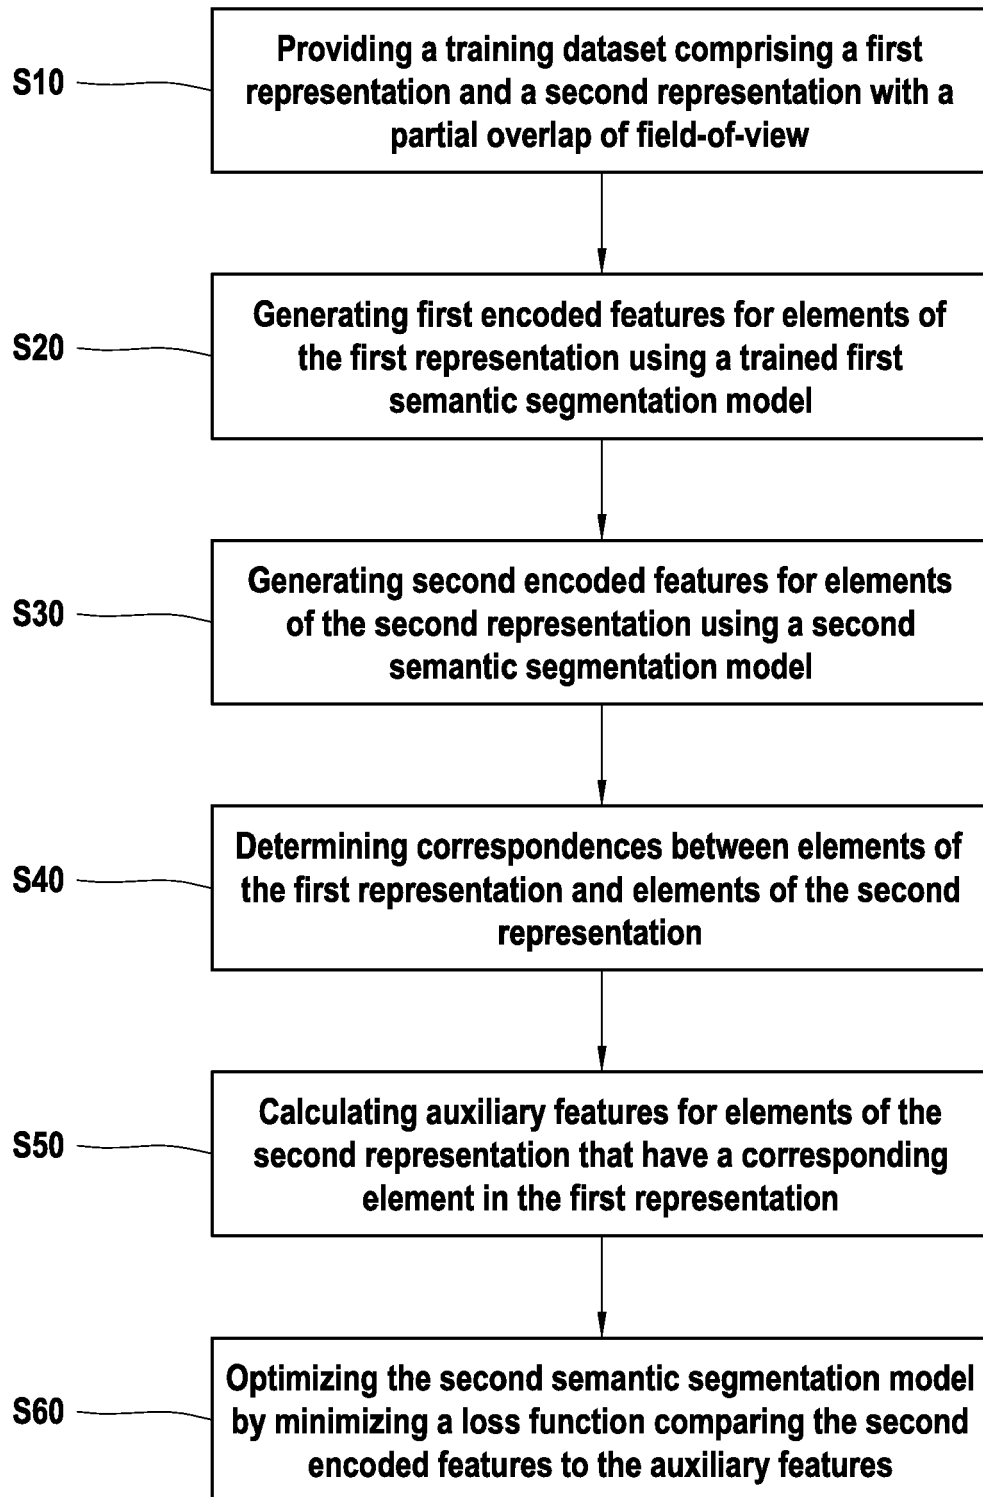 S10
Providing a training dataset comprising a first
representation and a second representation with a
partial overlap of field-of-view
S20
Generating first encoded features for elements of
the first representation using a trained first
semantic segmentation model
S30
Generating second encoded features for elements
of the second representation using a second
semantic segmentation model
S40
Determining correspondences between elements of
the first representation and elements of the second
representation
S50
Calculating auxiliary features for elements of the
second representation that have a corresponding
element in the first representation
S60
Optimizing the second semantic segmentation model
by minimizing a loss function comparing the second
encoded features to the auxiliary features